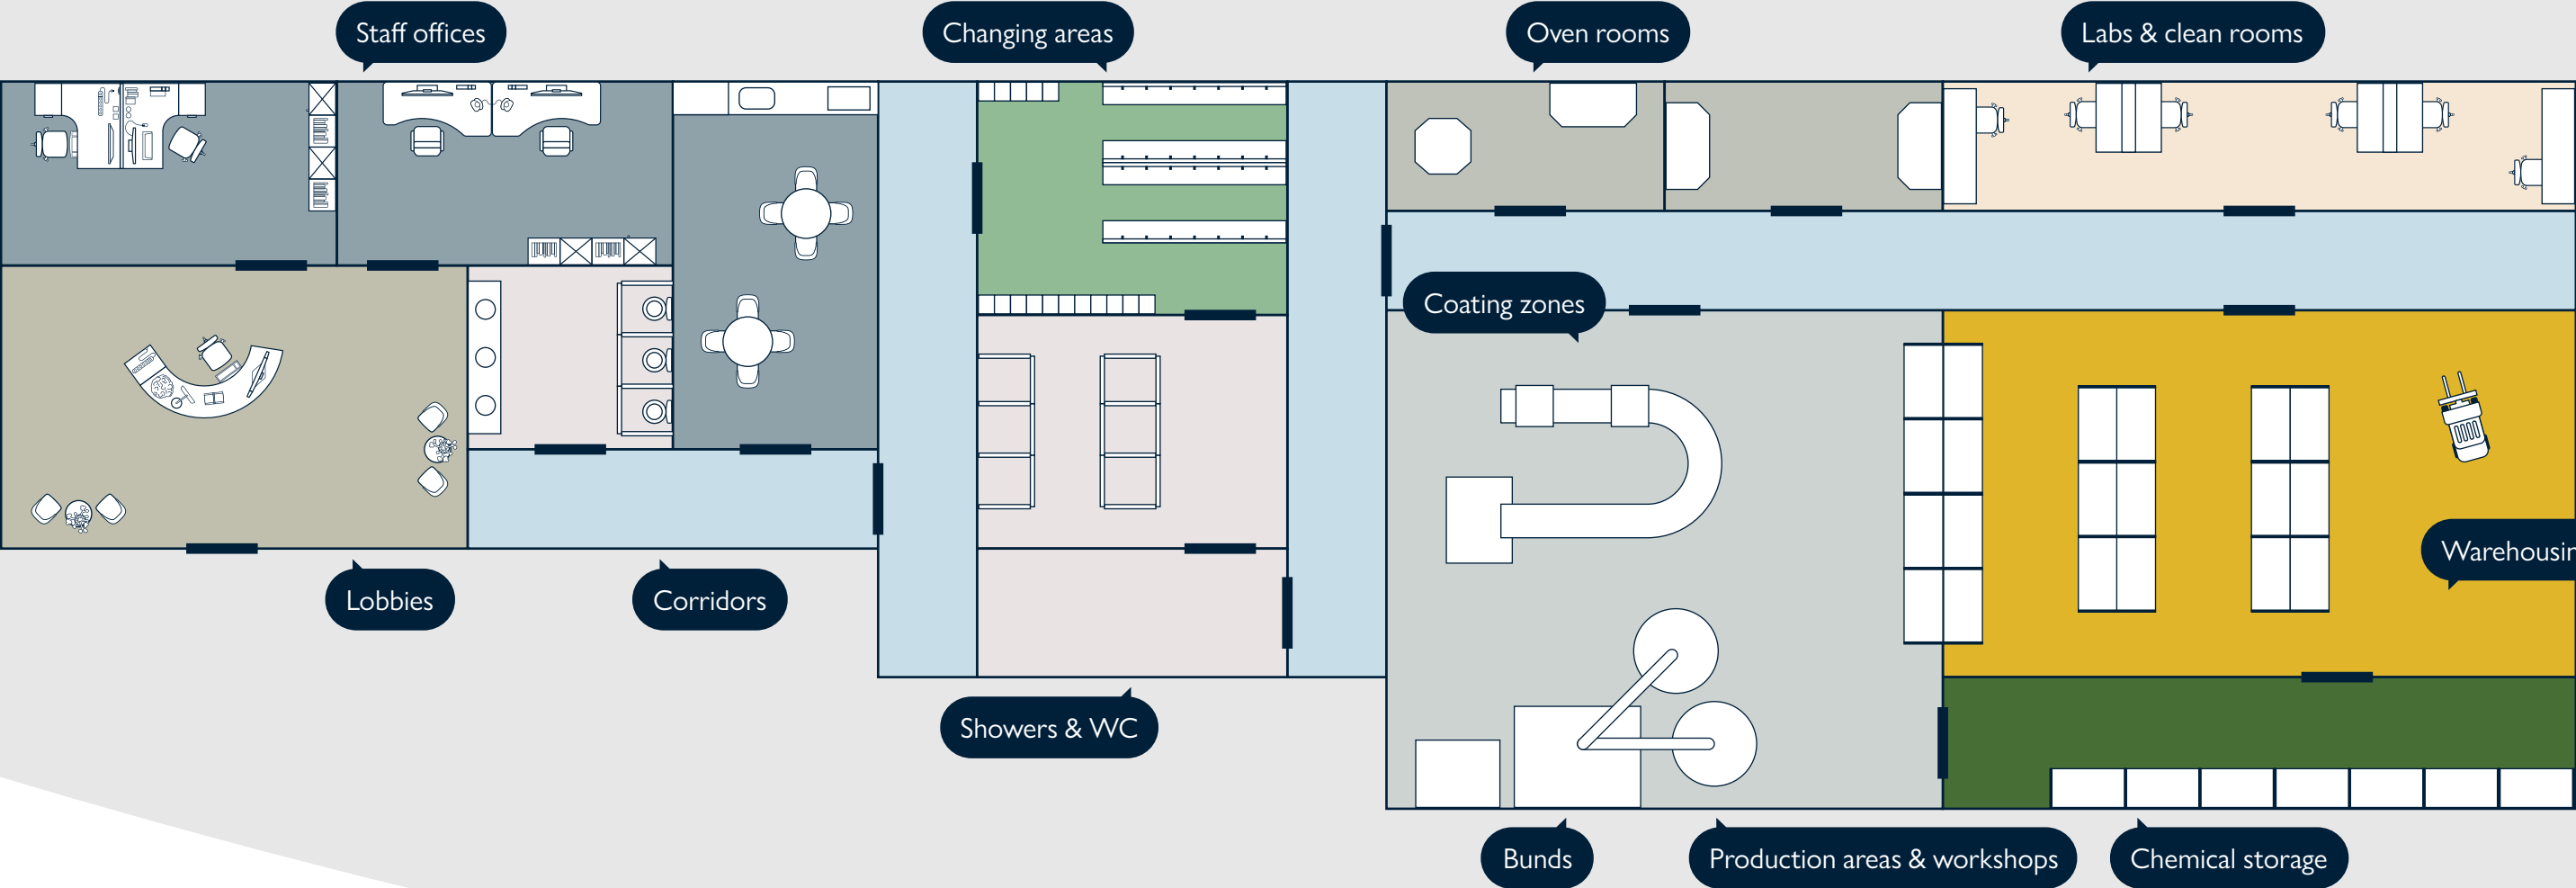 Staff offices
Changing areas
Oven rooms
Labs & clean rooms
Coating zones
Warehousin
Lobbies
Corridors
Showers & WC
Bunds
Production areas & workshops
Chemical storage